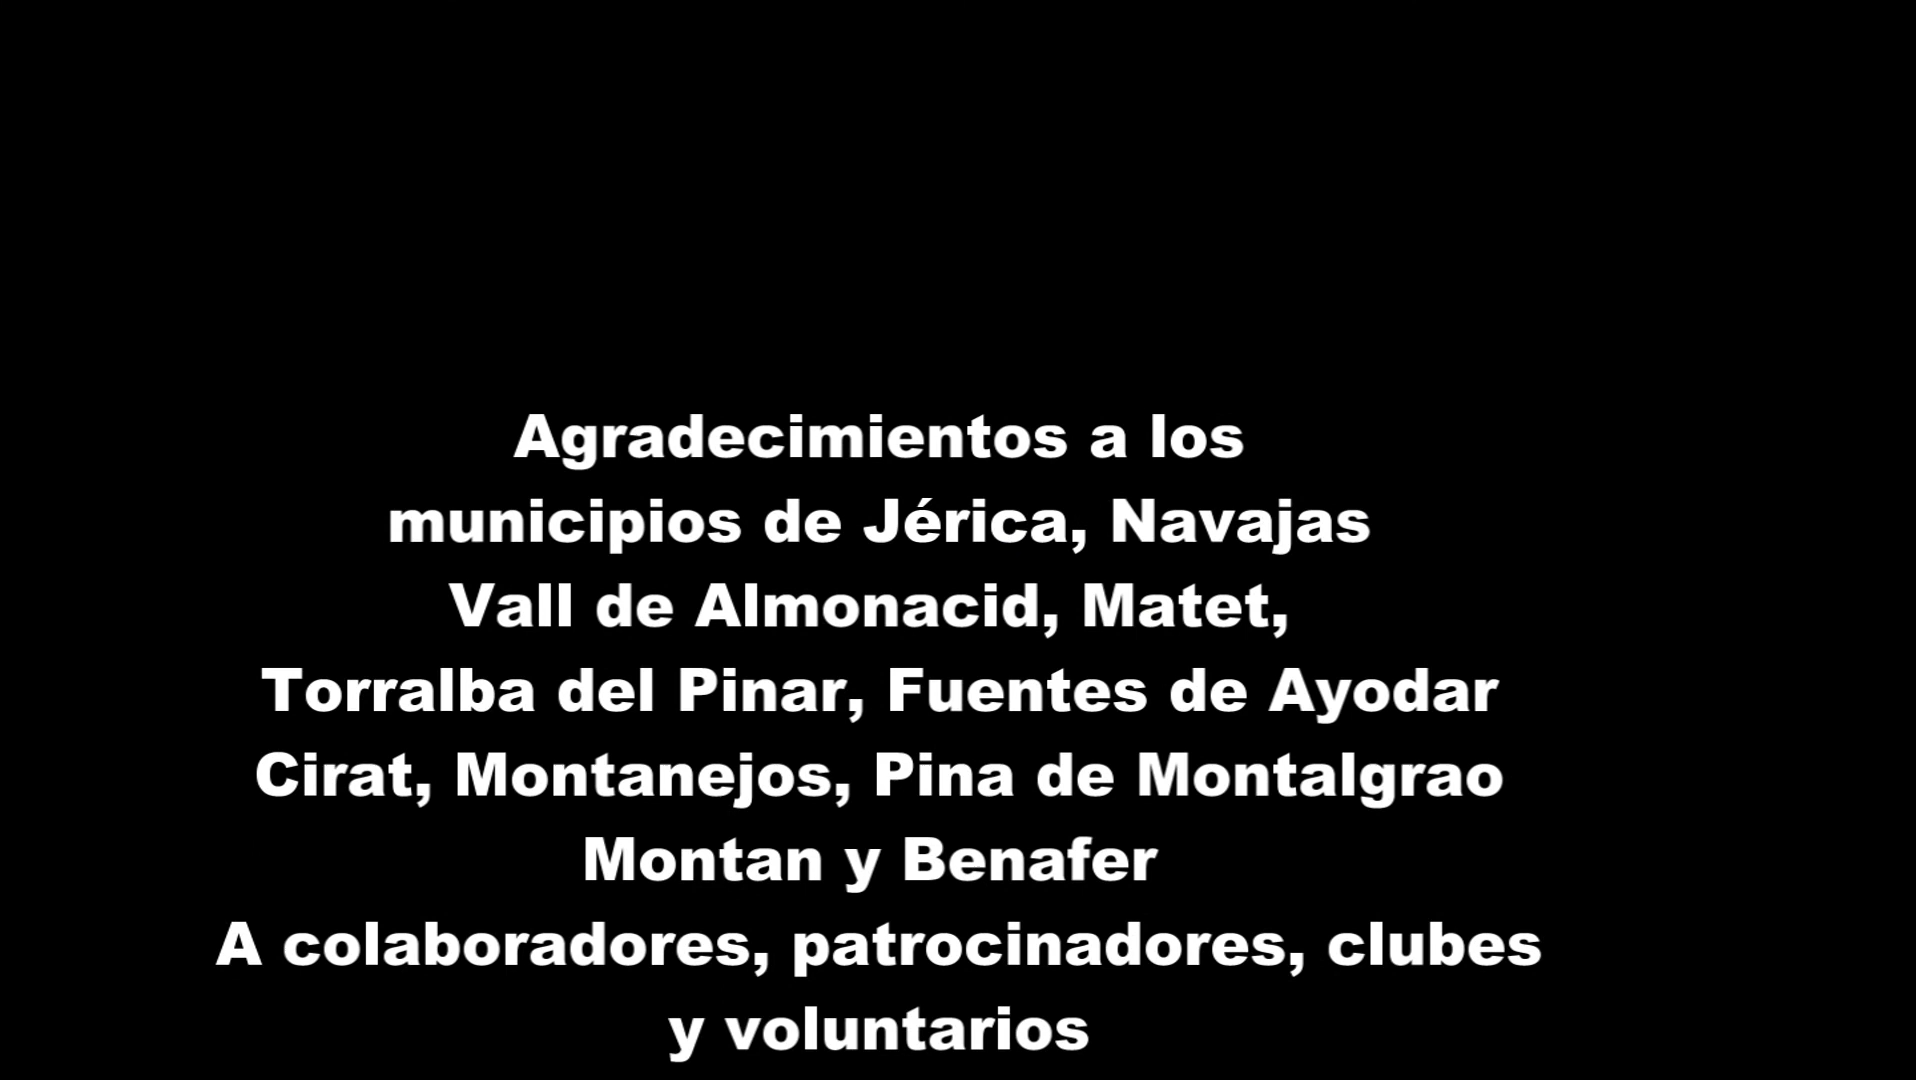 Agradecimientos a los
municipios de Jérica, Navajas
Vall de Almonacid, Matet,
Torralba del Pinar, Fuentes de Ayodar
Cirat, Montanejos, Pina de Montalgrao
Montan y Benafer
A colaboradores, patrocinadores, clubes
y voluntarios